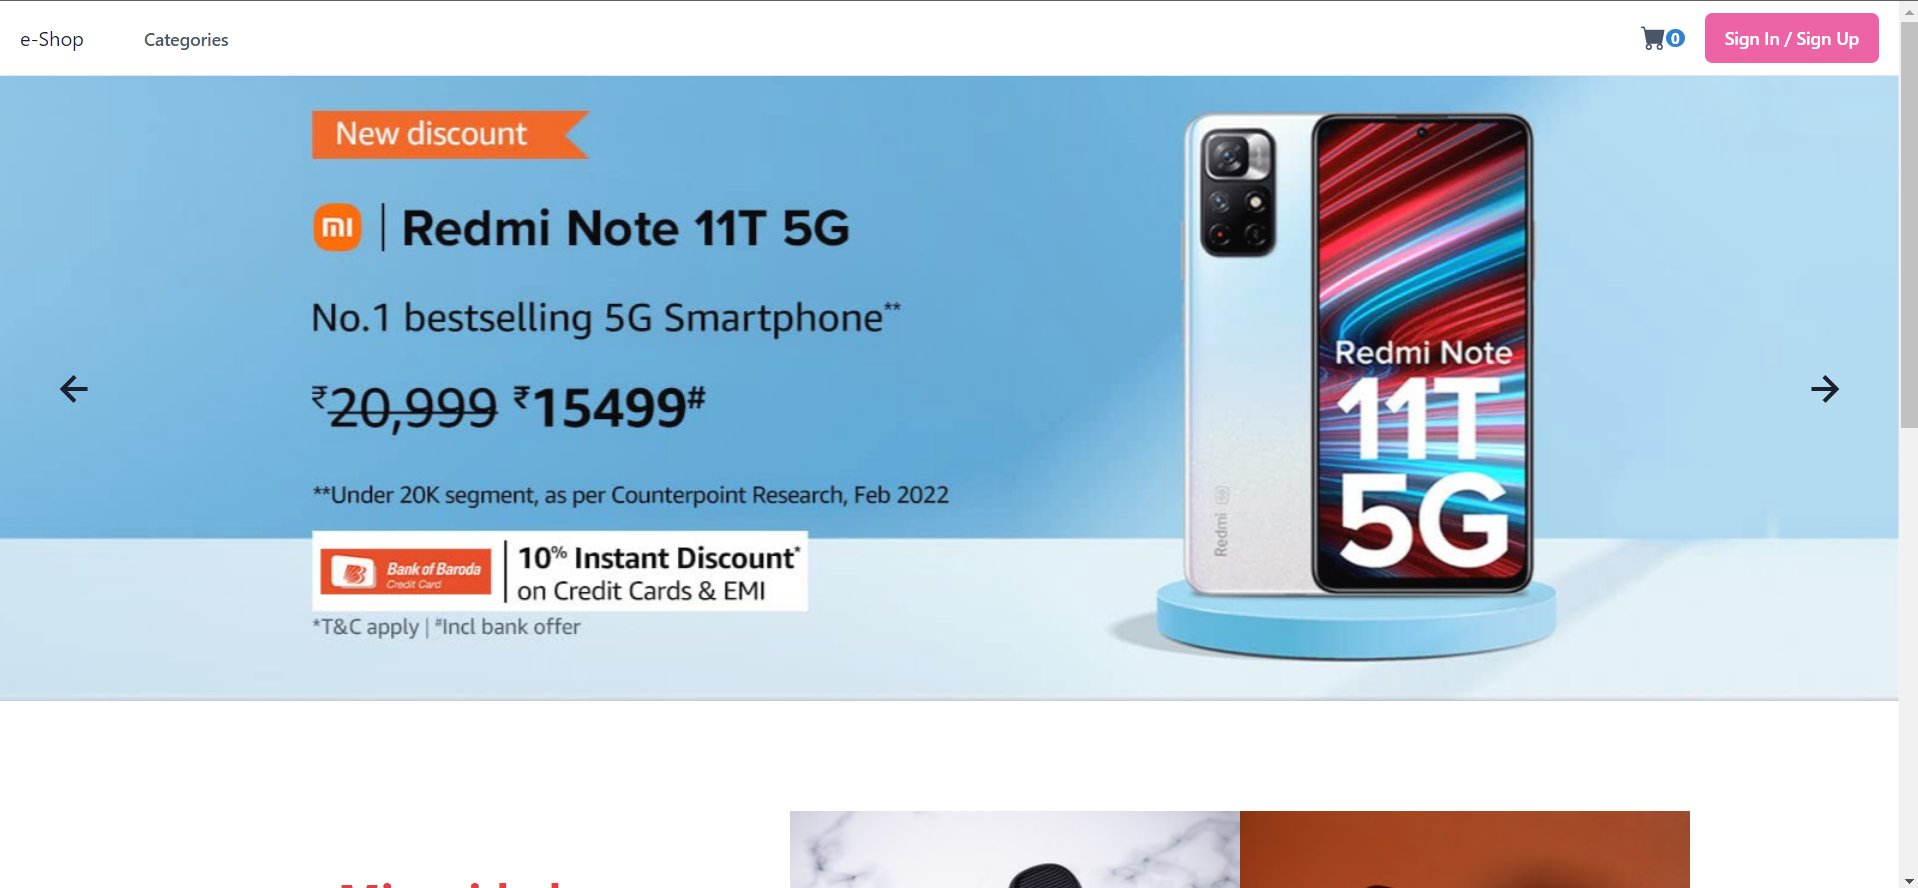 e-Shop
Categories
0
Sign In / Sign Up
New discount
mi | Redmi Note 11T 5G
No.1 bestselling 5G Smartphone**
₹20,999 ₹15499#
**Under 20K segment, as per Counterpoint Research, Feb 2022
Bank of Baroda
Credit Card
10% Instant Discount*
on Credit Cards & EMI
*T&C apply | #Incl bank offer
Redmi 5G
Redmi Note
11T
5G